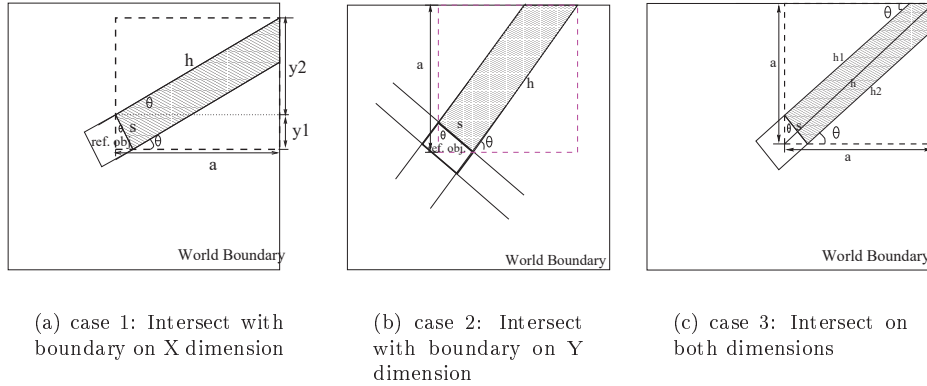 h
θ
y2
θ
s
ref. obj.
θ
y1
a
World Boundary
a
h
s
θ
ref. obj.
θ
World Boundary
θ
a
h1
h
h2
θ
s
θ
a
World Boundary
(a) case 1: Intersect with
boundary on X dimension
(b) case 2: Intersect
with boundary on Y
dimension
(c) case 3: Intersect on
both dimensions